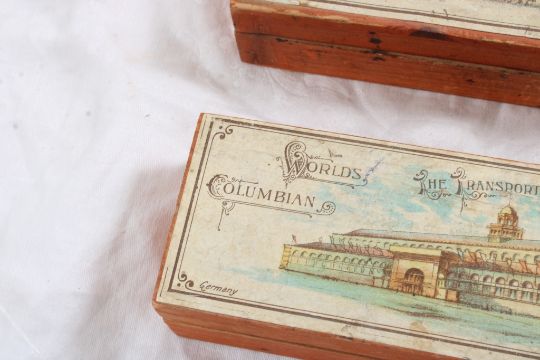 WORLDS
COLUMBIAN
THE TRANSPORT
Germany